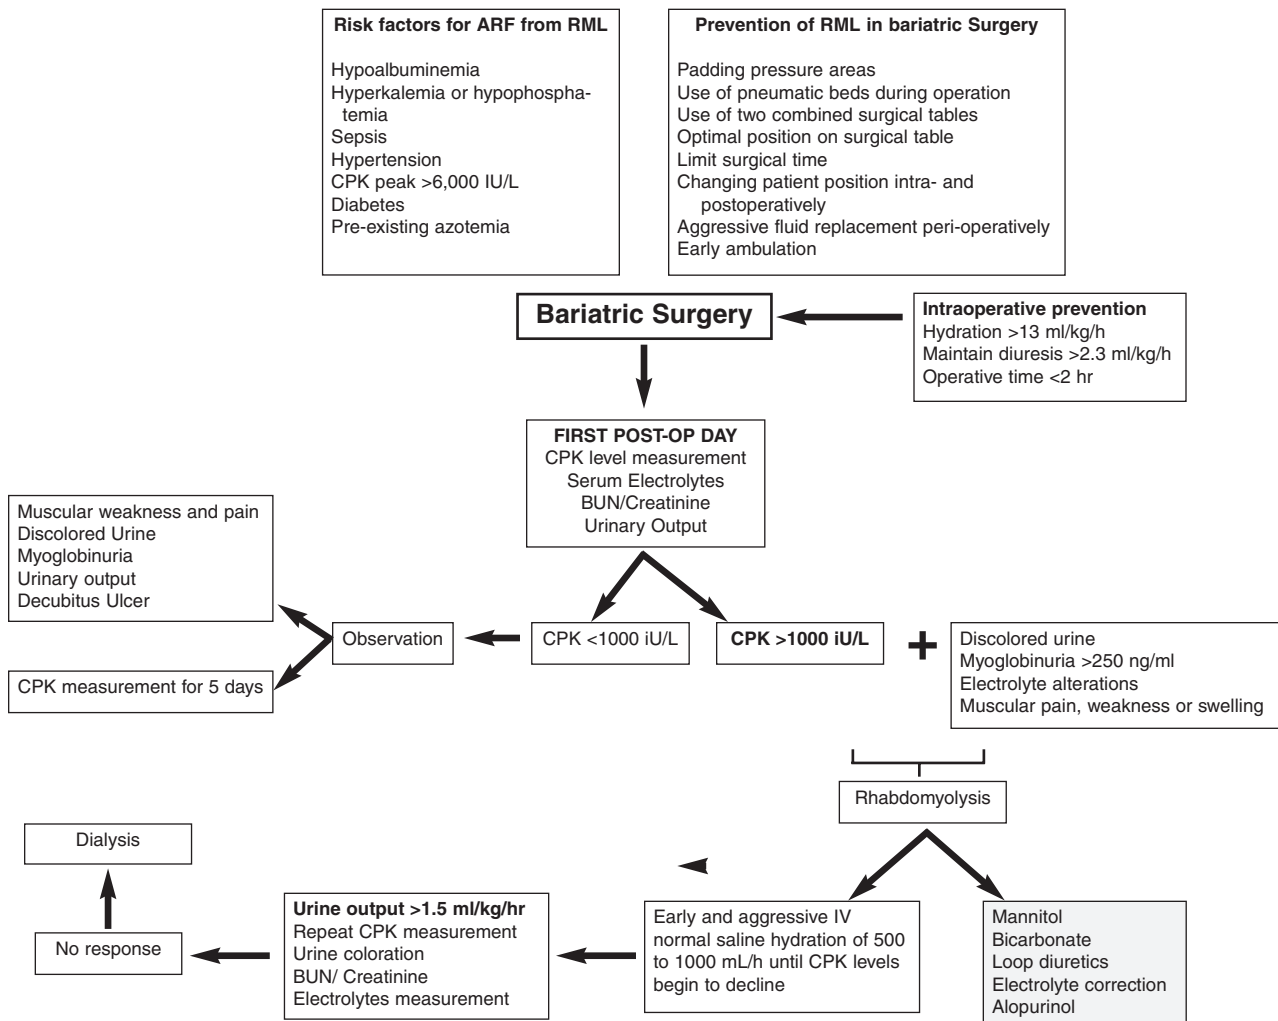 Risk factors for ARF from RML
Hypoalbuminemia
Hyperkalemia or hypophospha-
temia
Sepsis
Hypertension
CPK peak >6,000 IU/L
Diabetes
Pre-existing azotemia
Prevention of RML in bariatric Surgery
Padding pressure areas
Use of pneumatic beds during operation
Use of two combined surgical tables
Optimal position on surgical table
Limit surgical time
Changing patient position intra- and
postoperatively
Aggressive fluid replacement peri-operatively
Early ambulation
Bariatric Surgery
Intraoperative prevention
Hydration >13 ml/kg/h
Maintain diuresis >2.3 ml/kg/h
Operative time <2 hr
FIRST POST-OP DAY
CPK level measurement
Serum Electrolytes
BUN/Creatinine
Urinary Output
Muscular weakness and pain
Discolored Urine
Myoglobinuria
Urinary output
Decubitus Ulcer
Observation
CPK <1000 iU/L
CPK >1000 iU/L
+
Discolored urine
Myoglobinuria >250 ng/ml
Electrolyte alterations
Muscular pain, weakness or swelling
CPK measurement for 5 days
Rhabdomyolysis
Dialysis
No response
Urine output >1.5 ml/kg/hr
Repeat CPK measurement
Urine coloration
BUN/ Creatinine
Electrolytes measurement
Early and aggressive IV
normal saline hydration of 500
to 1000 mL/h until CPK levels
begin to decline
Mannitol
Bicarbonate
Loop diuretics
Electrolyte correction
Alopurinol